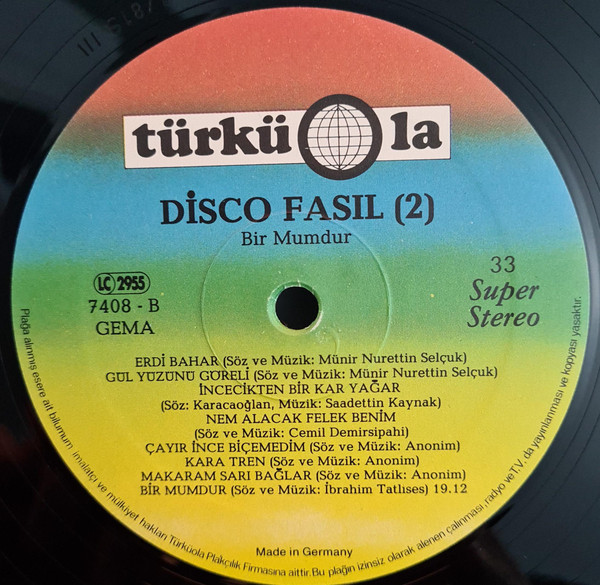 türküola
DİSCO FASIL (2)
Bir Mumdur
LC 2955
7408 - B
GEMA
33
Super
Stereo
ERDİ BAHAR (Söz ve Müzik: Münir Nurettin Selçuk)
GÜL YÜZÜNÜ GÖRELİ (Söz ve Müzik: Münir Nurettin Selçuk)
İNCECİKTEN BİR KAR YAĞAR
(Söz: Karacaoğlan, Müzik: Saadettin Kaynak)
NEM ALACAK FELEK BENİM
(Söz ve Müzik: Cemil Demirsipahi)
ÇAYIR İNCE BİÇEMEDİM (Söz ve Müzik: Anonim)
KARA TREN (Söz ve Müzik: Anonim)
MAKARAM SARI BAĞLAR (Söz ve Müzik: Anonim)
BİR MUMDUR (Söz ve Müzik: İbrahim Tatlıses) 19.12
Made in Germany
Plağa alınmış esere ait bilumum imalatçı ve mülkiyet hakları Türküola Plakçılık Firmasına aittir. Bu plağın izinsiz olarak alenen çalınması, radyo ve T.V. da yayınlanması ve kopyası yasaktır.